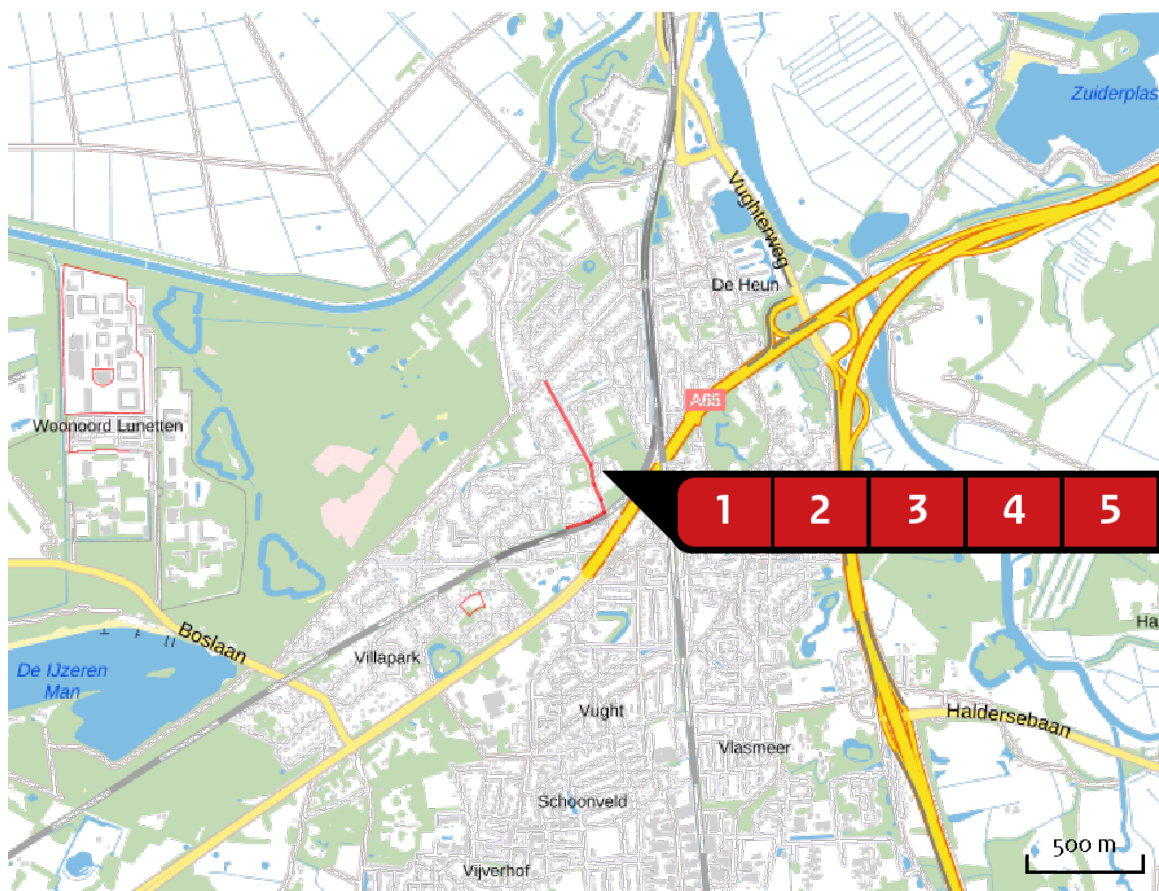 Zuiderplas
Vughterweg
De Heun
A65
Woonoord Lunetten
1 2 3 4 5
Boslaan
De IJzeren
Man
Villapark
Vught
Haldersebaan
Vlasmeer
Schoonveld
Vijverhof
500 m